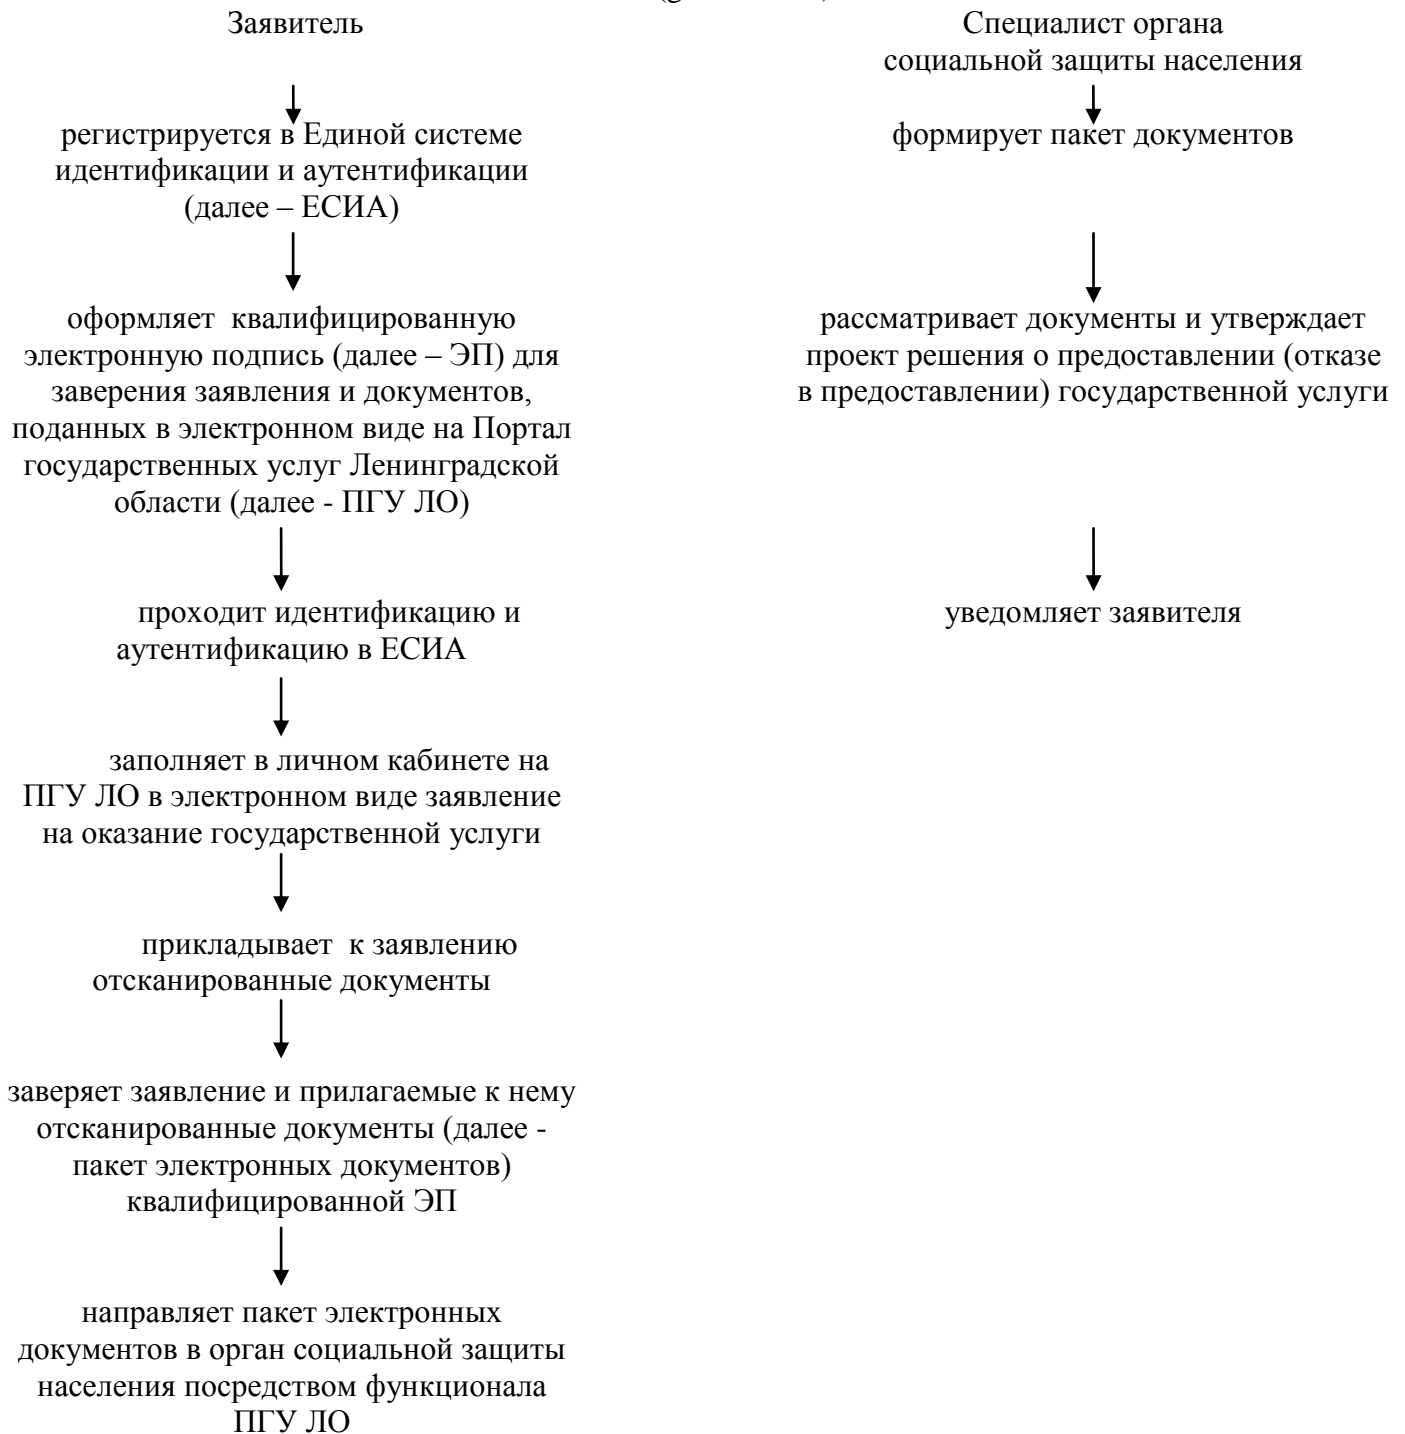 Заявитель
регистрируется в Единой системе
идентификации и аутентификации
(далее – ЕСИА)
оформляет квалифицированную
электронную подпись (далее – ЭП) для
заверения заявления и документов,
поданных в электронном виде на Портал
государственных услуг Ленинградской
области (далее - ПГУ ЛО)
проходит идентификацию и
аутентификацию в ЕСИА
заполняет в личном кабинете на
ПГУ ЛО в электронном виде заявление
на оказание государственной услуги
прикладывает к заявлению
отсканированные документы
заверяет заявление и прилагаемые к нему
отсканированные документы (далее -
пакет электронных документов)
квалифицированной ЭП
направляет пакет электронных
документов в орган социальной защиты
населения посредством функционала
ПГУ ЛО
Специалист органа
социальной защиты населения
формирует пакет документов
рассматривает документы и утверждает
проект решения о предоставлении (отказе
в предоставлении) государственной услуги
уведомляет заявителя